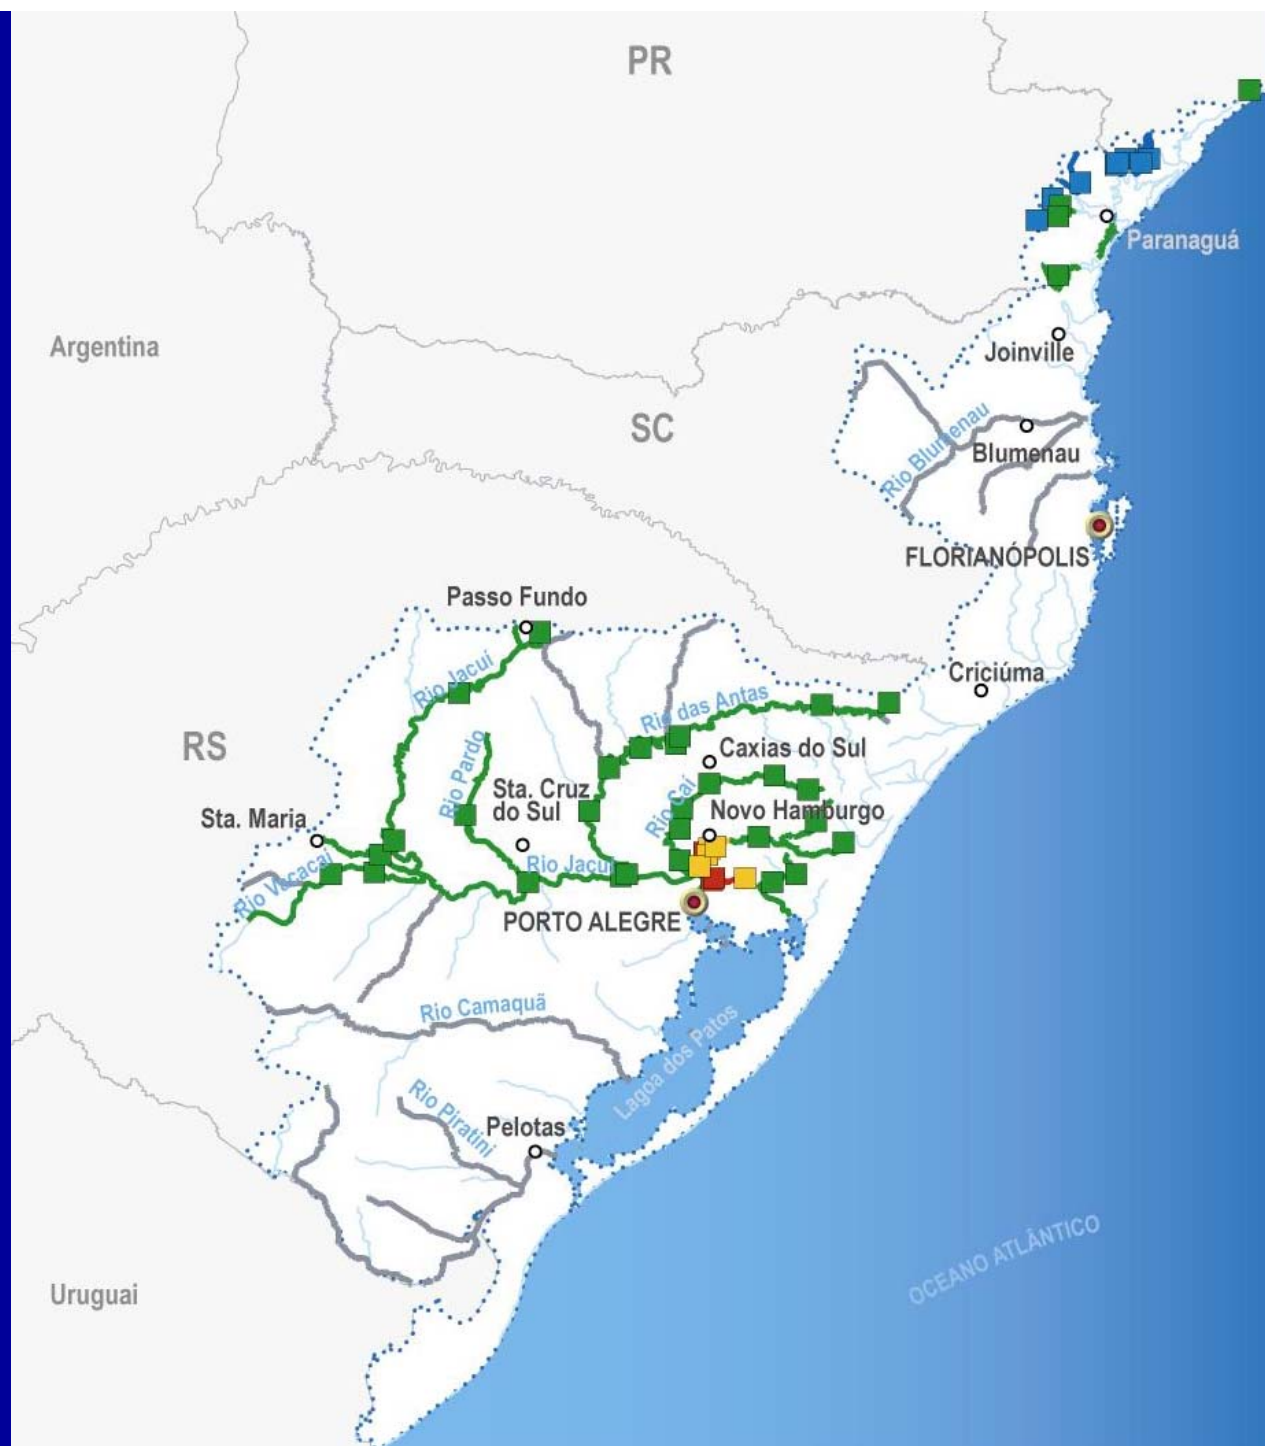 PR
Paranaguá
Argentina
Joinville
SC
Rio Blumenau
Blumenau
FLORIANÓPOLIS
Passo Fundo
Rio Jacuí
Criciúma
Rio das Antas
RS
Caxias do Sul
Rio Pardo
Sta. Cruz
do Sul
Rio Caí
Novo Hamburgo
Sta. Maria
Rio Jacuí
Rio Vacacaí
PORTO ALEGRE
Rio Camaquã
Lagoa dos Patos
Rio Piratini
Pelotas
OCEANO ATLÂNTICO
Uruguai